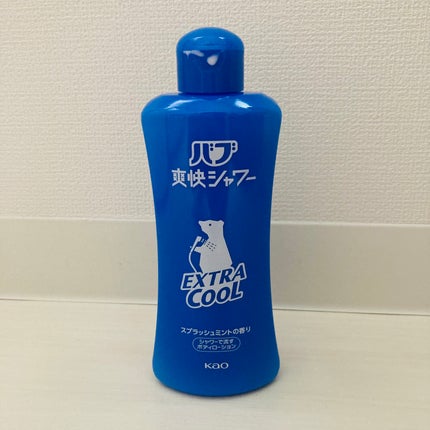 バブ
爽快シャワー
EXTRA
COOL
スプラッシュミントの香り
シャワーで流す
ボディローション
Kao